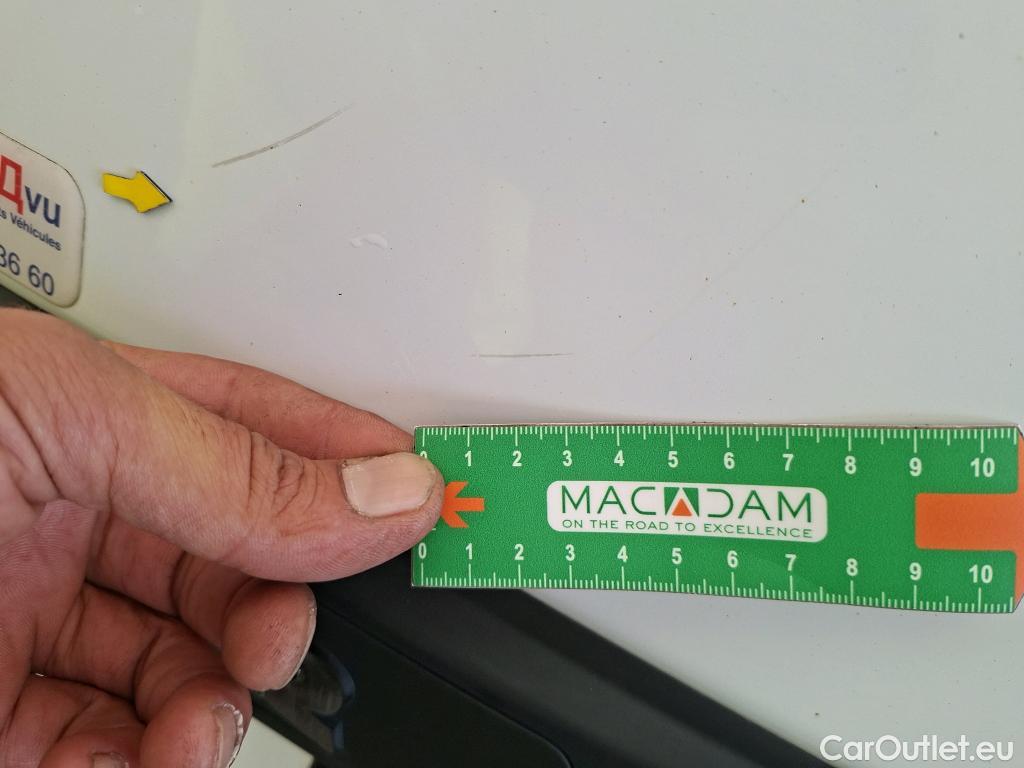 Дvu
ts Véhicules
36 60
0 1 2 3 4 5 6 7 8 9 10
MACADAM
ON THE ROAD TO EXCELLENCE
0 1 2 3 4 5 6 7 8 9 10
CarOutlet.eu